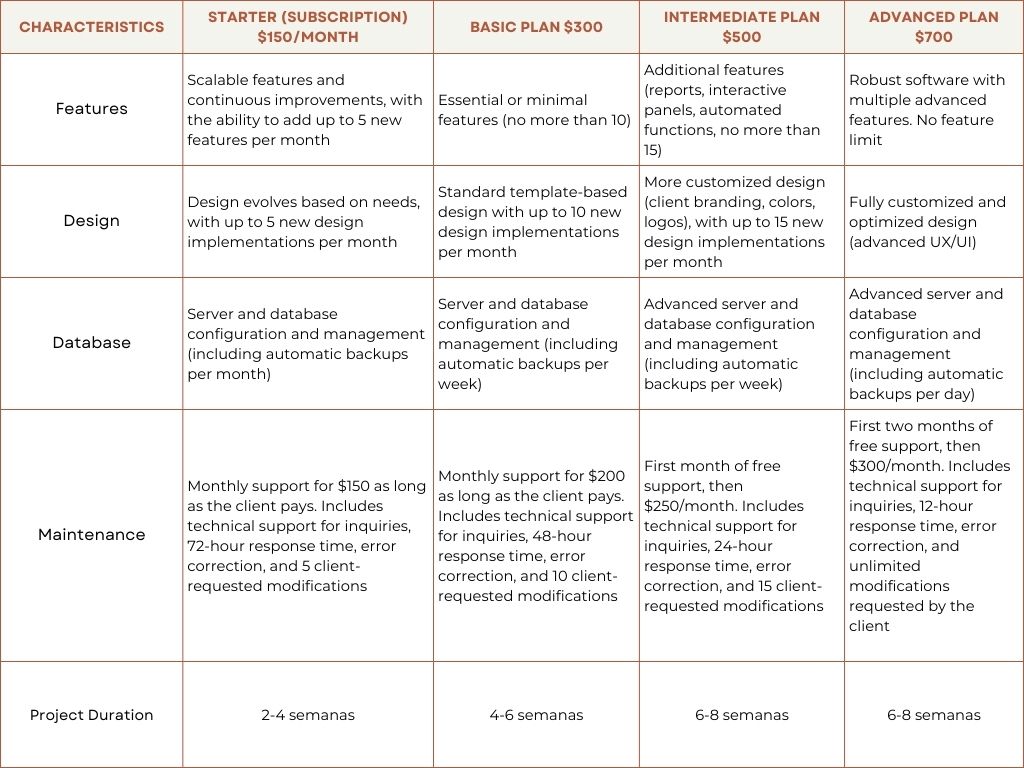 CHARACTERISTICS
STARTER (SUBSCRIPTION)
$150/MONTH
BASIC PLAN $300
INTERMEDIATE PLAN
$500
ADVANCED PLAN
$700
Features
Scalable features and
continuous improvements, with
the ability to add up to 5 new
features per month
Essential or minimal
features (no more than 10)
Additional features
(reports, interactive
panels, automated
functions, no more than
15)
Robust software with
multiple advanced
features. No feature
limit
Design
Design evolves based on needs,
with up to 5 new design
implementations per month
Standard template-based
design with up to 10 new
design implementations
per month
More customized design
(client branding, colors,
logos), with up to 15 new
design implementations
per month
Fully customized and
optimized design
(advanced UX/UI)
Database
Server and database
configuration and management
(including automatic backups
per month)
Server and database
configuration and
management (including
automatic backups per
week)
Advanced server and
database configuration
and management
(including automatic
backups per week)
Advanced server and
database
configuration and
management
(including automatic
backups per day)
Maintenance
Monthly support for $150 as long
as the client pays. Includes
technical support for inquiries,
72-hour response time, error
correction, and 5 client-
requested modifications
Monthly support for $200
as long as the client pays.
Includes technical support
for inquiries, 48-hour
response time, error
correction, and 10 client-
requested modifications
First month of free
support, then
$250/month. Includes
technical support for
inquiries, 24-hour
response time, error
correction, and 15 client-
requested modifications
First two months of
free support, then
$300/month. Includes
technical support for
inquiries, 12-hour
response time, error
correction, and
unlimited
modifications
requested by the
client
Project Duration
2-4 semanas
4-6 semanas
6-8 semanas
6-8 semanas